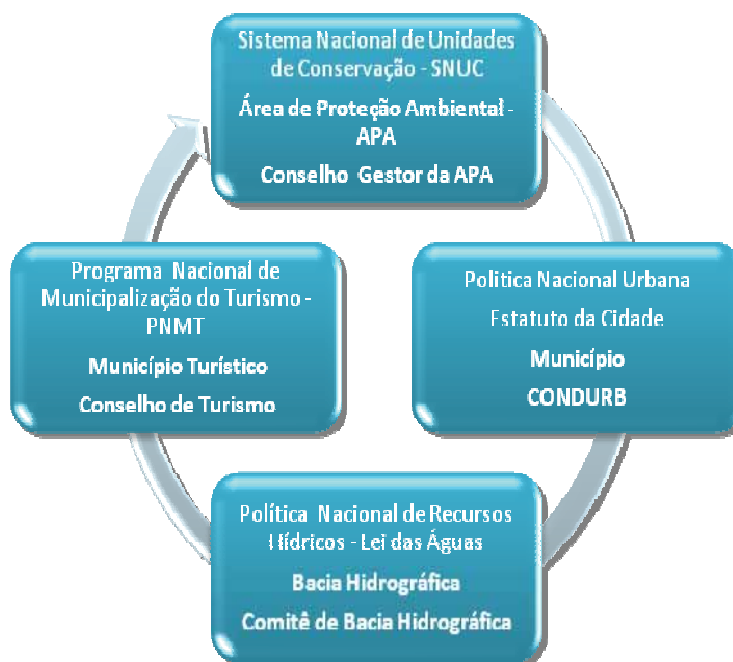 Sistema Nacional de Unidades
de Conservação - SNUC
Área de Proteção Ambiental -
APA
Conselho Gestor da APA
Programa Nacional de
Municipalização do Turismo -
PNMT
Município Turístico
Conselho de Turismo
Politica Nacional Urbana
Estatuto da Cidade
Município
CONDURB
Política Nacional de Recursos
Hídricos - Lei das Águas
Bacia Hidrográfica
Comitê de Bacia Hidrográfica